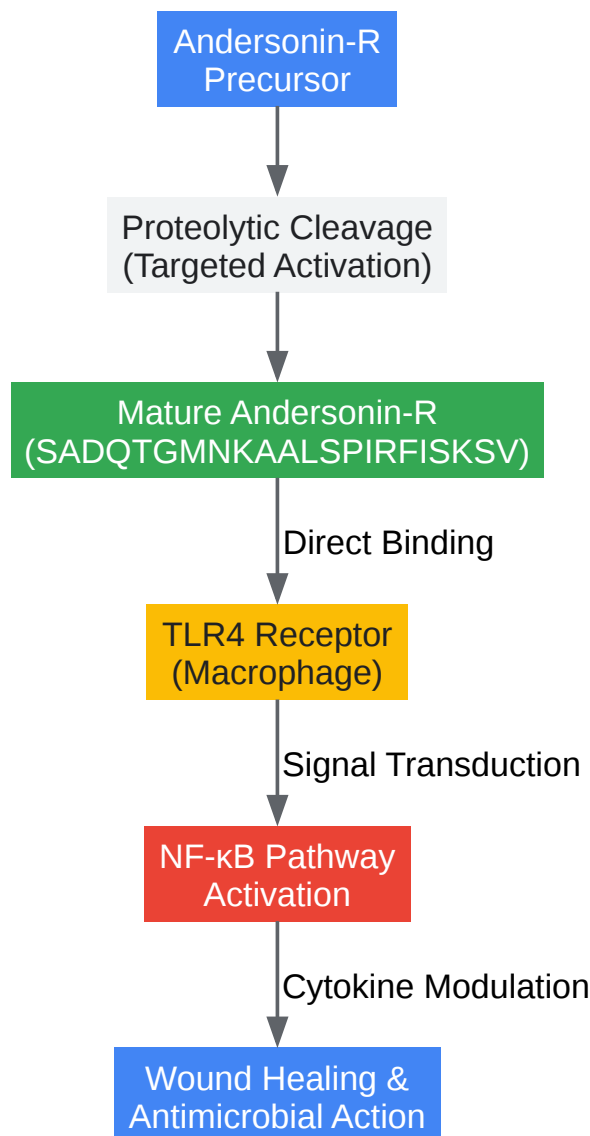 Andersonin-R
Precursor
Proteolytic Cleavage
(Targeted Activation)
Mature Andersonin-R
(SADQTGMNKAALSPIRFISKSV)
Direct Binding
TLR4 Receptor
(Macrophage)
Signal Transduction
NF-κB Pathway
Activation
Cytokine Modulation
Wound Healing &
Antimicrobial Action